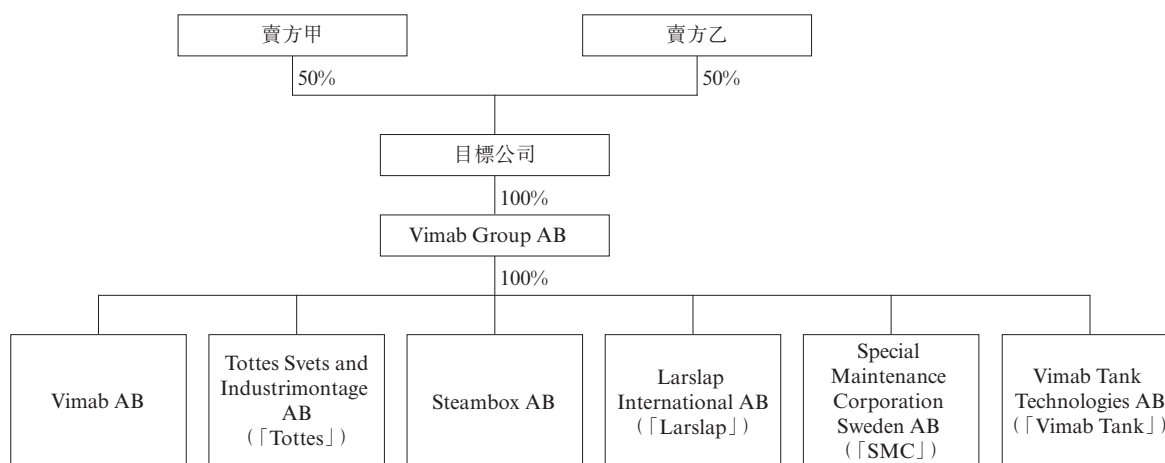 賣方甲
賣方乙
50%
50%
目標公司
100%
Vimab Group AB
100%
Vimab AB
Tottes Svets and
Industrimontage
AB
(「Tottes」)
Steambox AB
Larslap
International AB
(「Larslap」)
Special
Maintenance
Corporation
Sweden AB
(「SMC」)
Vimab Tank
Technologies AB
(「Vimab Tank」)